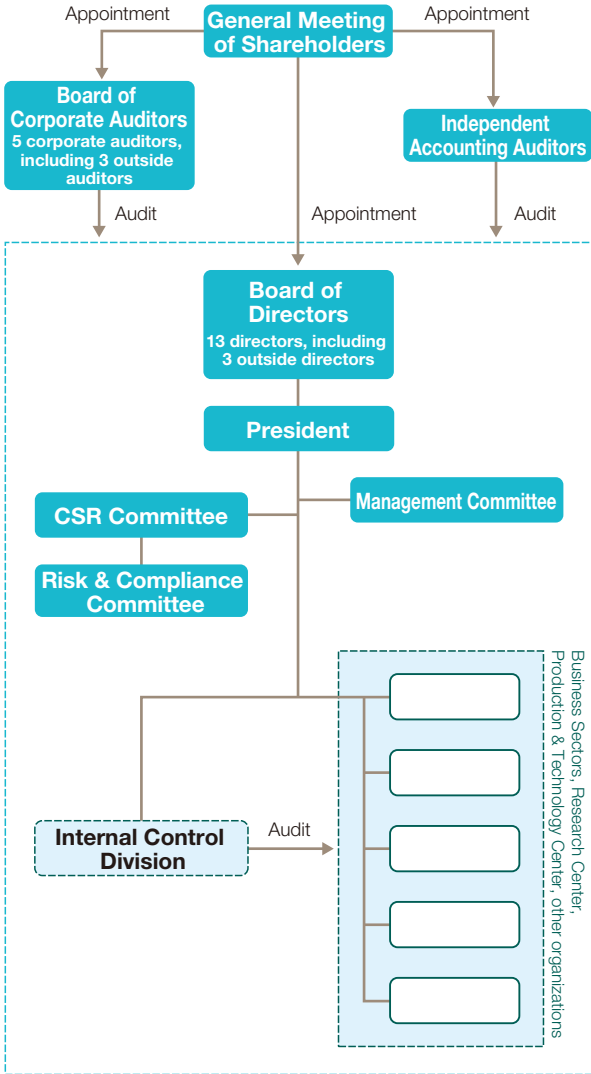 Appointment
General Meeting
of Shareholders
Appointment
Board of
Corporate Auditors
5 corporate auditors,
including 3 outside
auditors
Independent
Accounting Auditors
Audit
Appointment
Audit
Board of
Directors
13 directors, including
3 outside directors
President
Management Committee
CSR Committee
Risk & Compliance
Committee
Business Sectors, Research Center,
Production & Technology Center, other organizations
Internal Control
Division
Audit